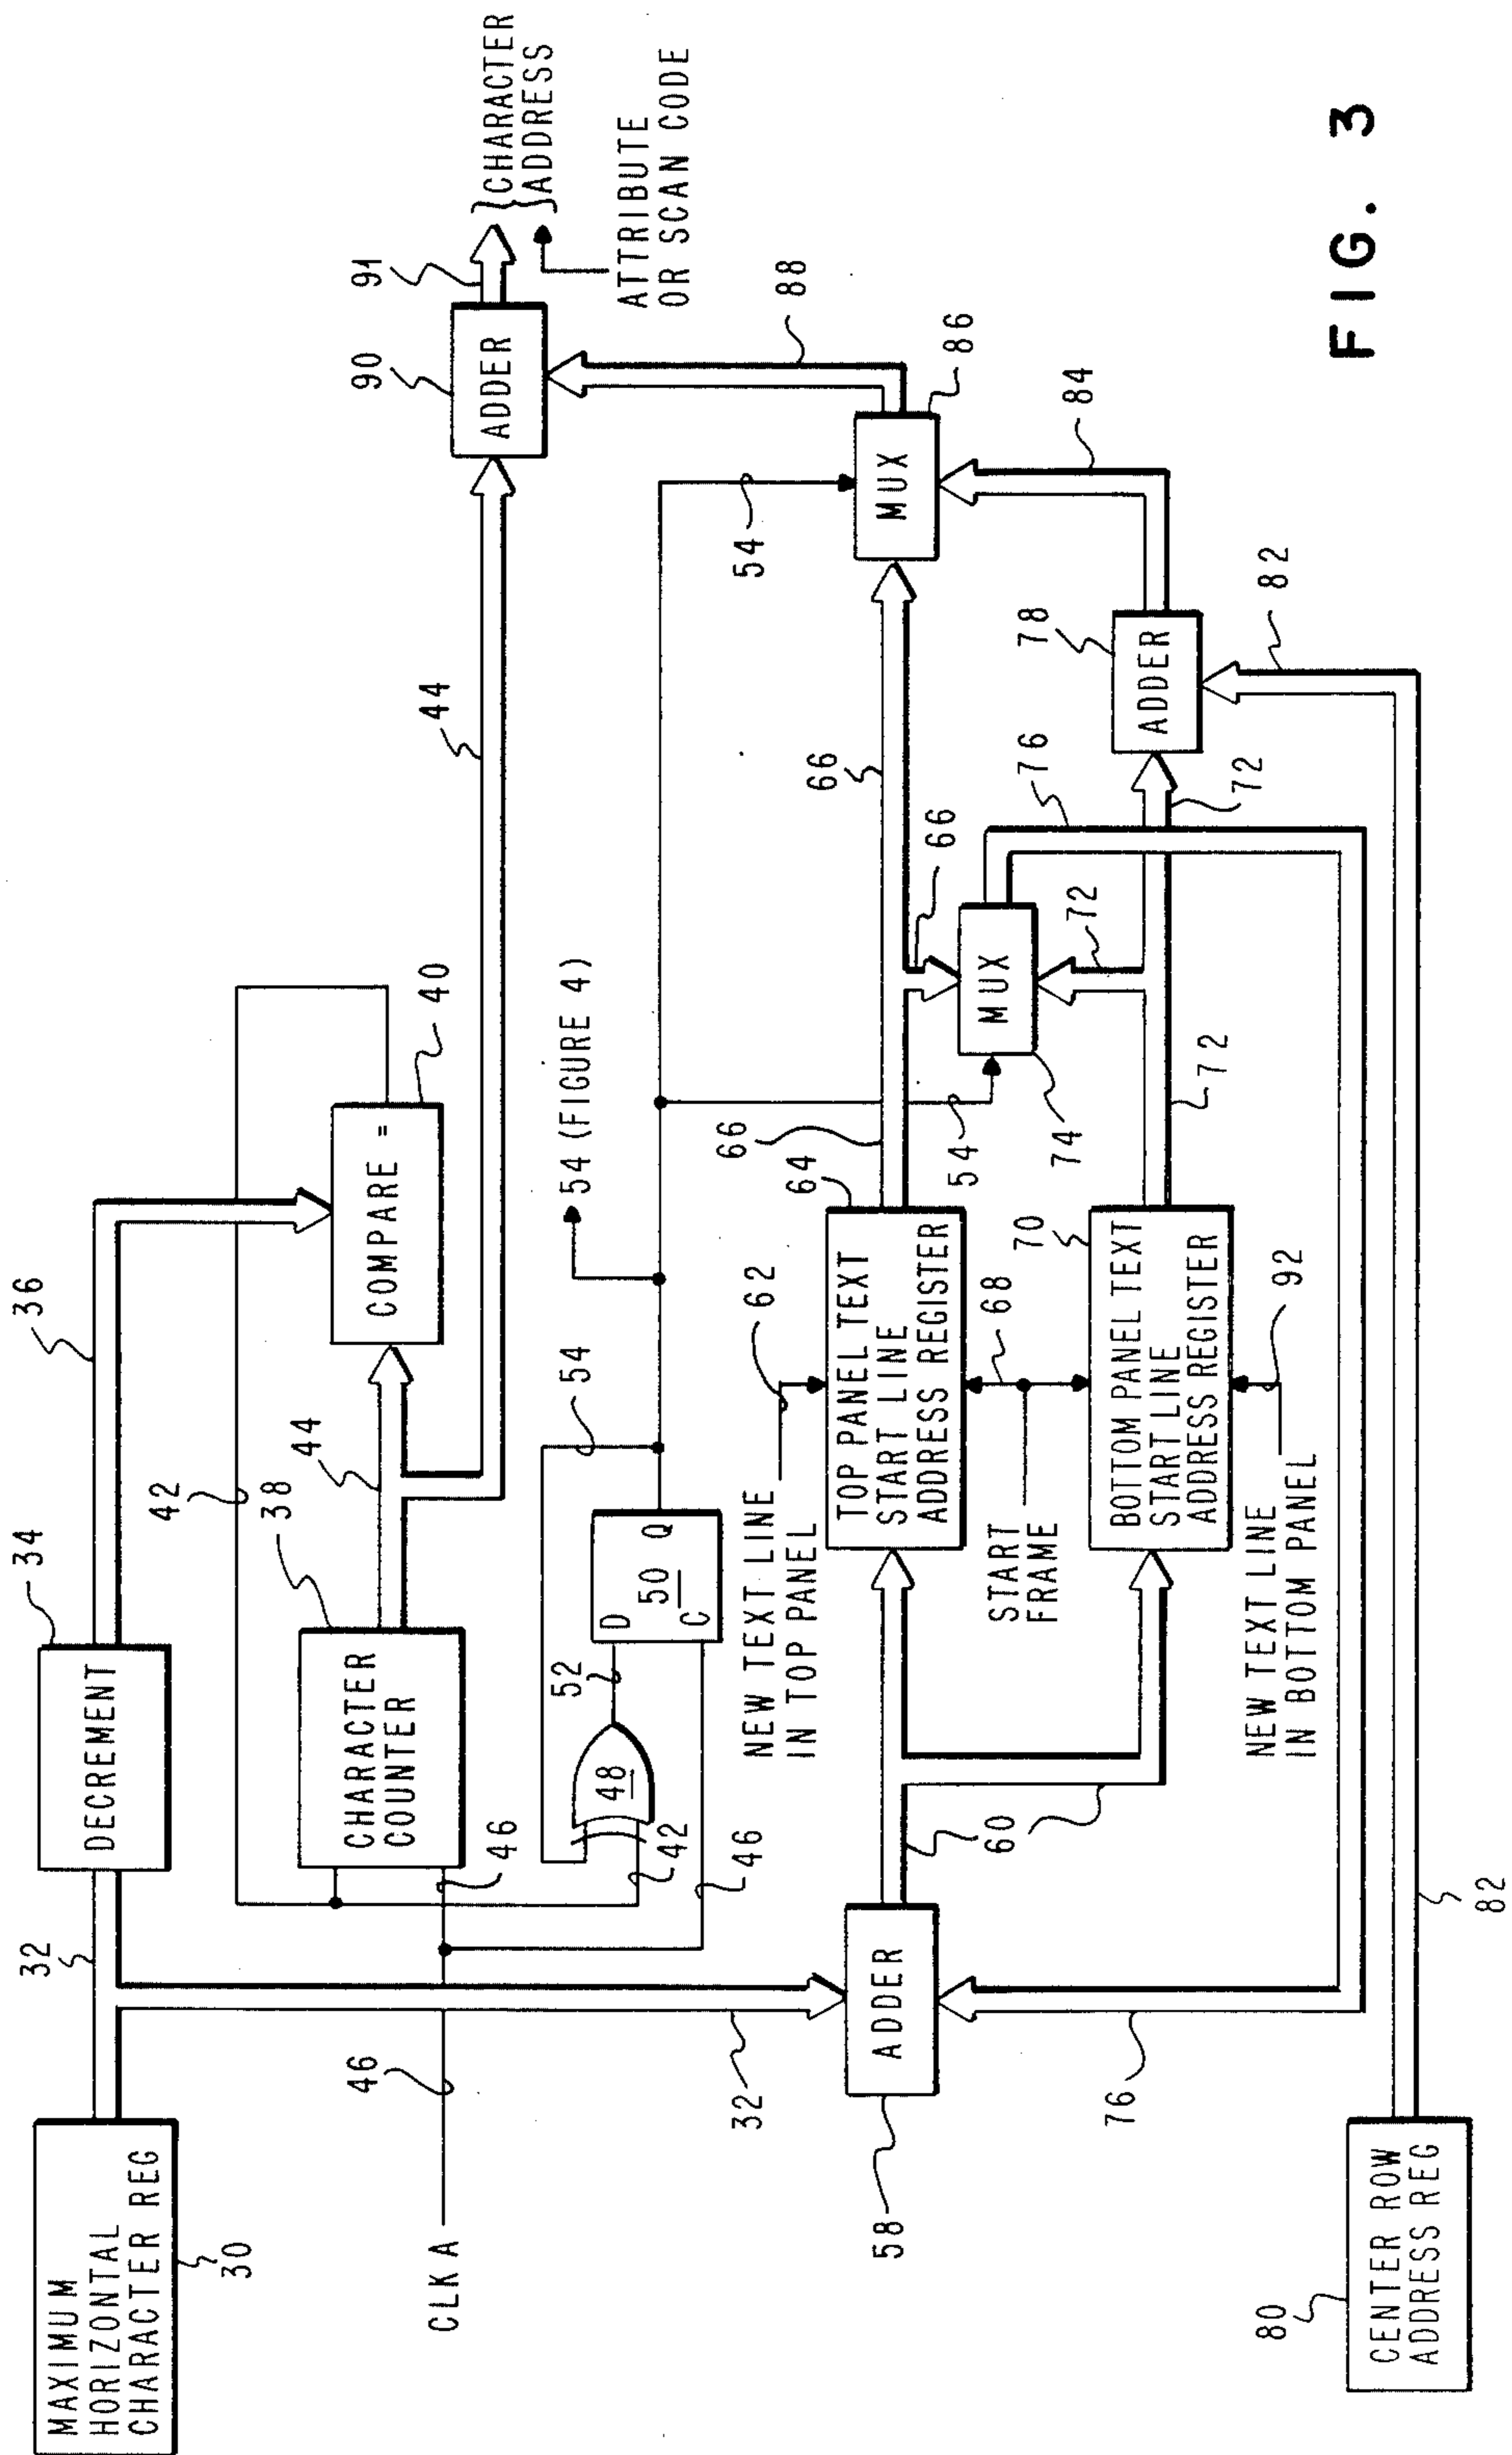 MAXIMUM
HORIZONTAL
CHARACTER REG
30
32
34
DECREMENT
36
42
38
CHARACTER
COUNTER
44
40
COMPARE =
44
90
ADDER
91
CHARACTER
ADDRESS
ATTRIBUTE
OR SCAN CODE
CLK A
46
46
42
46
48
52
D
50
Q
C
54
54 (FIGURE 4)
54
32
58
ADDER
60
NEW TEXT LINE
IN TOP PANEL
62
64
TOP PANEL TEXT
START LINE
ADDRESS REGISTER
66
66
66
START
FRAME
68
70
BOTTOM PANEL TEXT
START LINE
ADDRESS REGISTER
NEW TEXT LINE
IN BOTTOM PANEL
92
72
72
72
54
74
MUX
76
76
78
ADDER
80
CENTER ROW
ADDRESS REG
82
82
84
MUX
86
88
FIG. 3